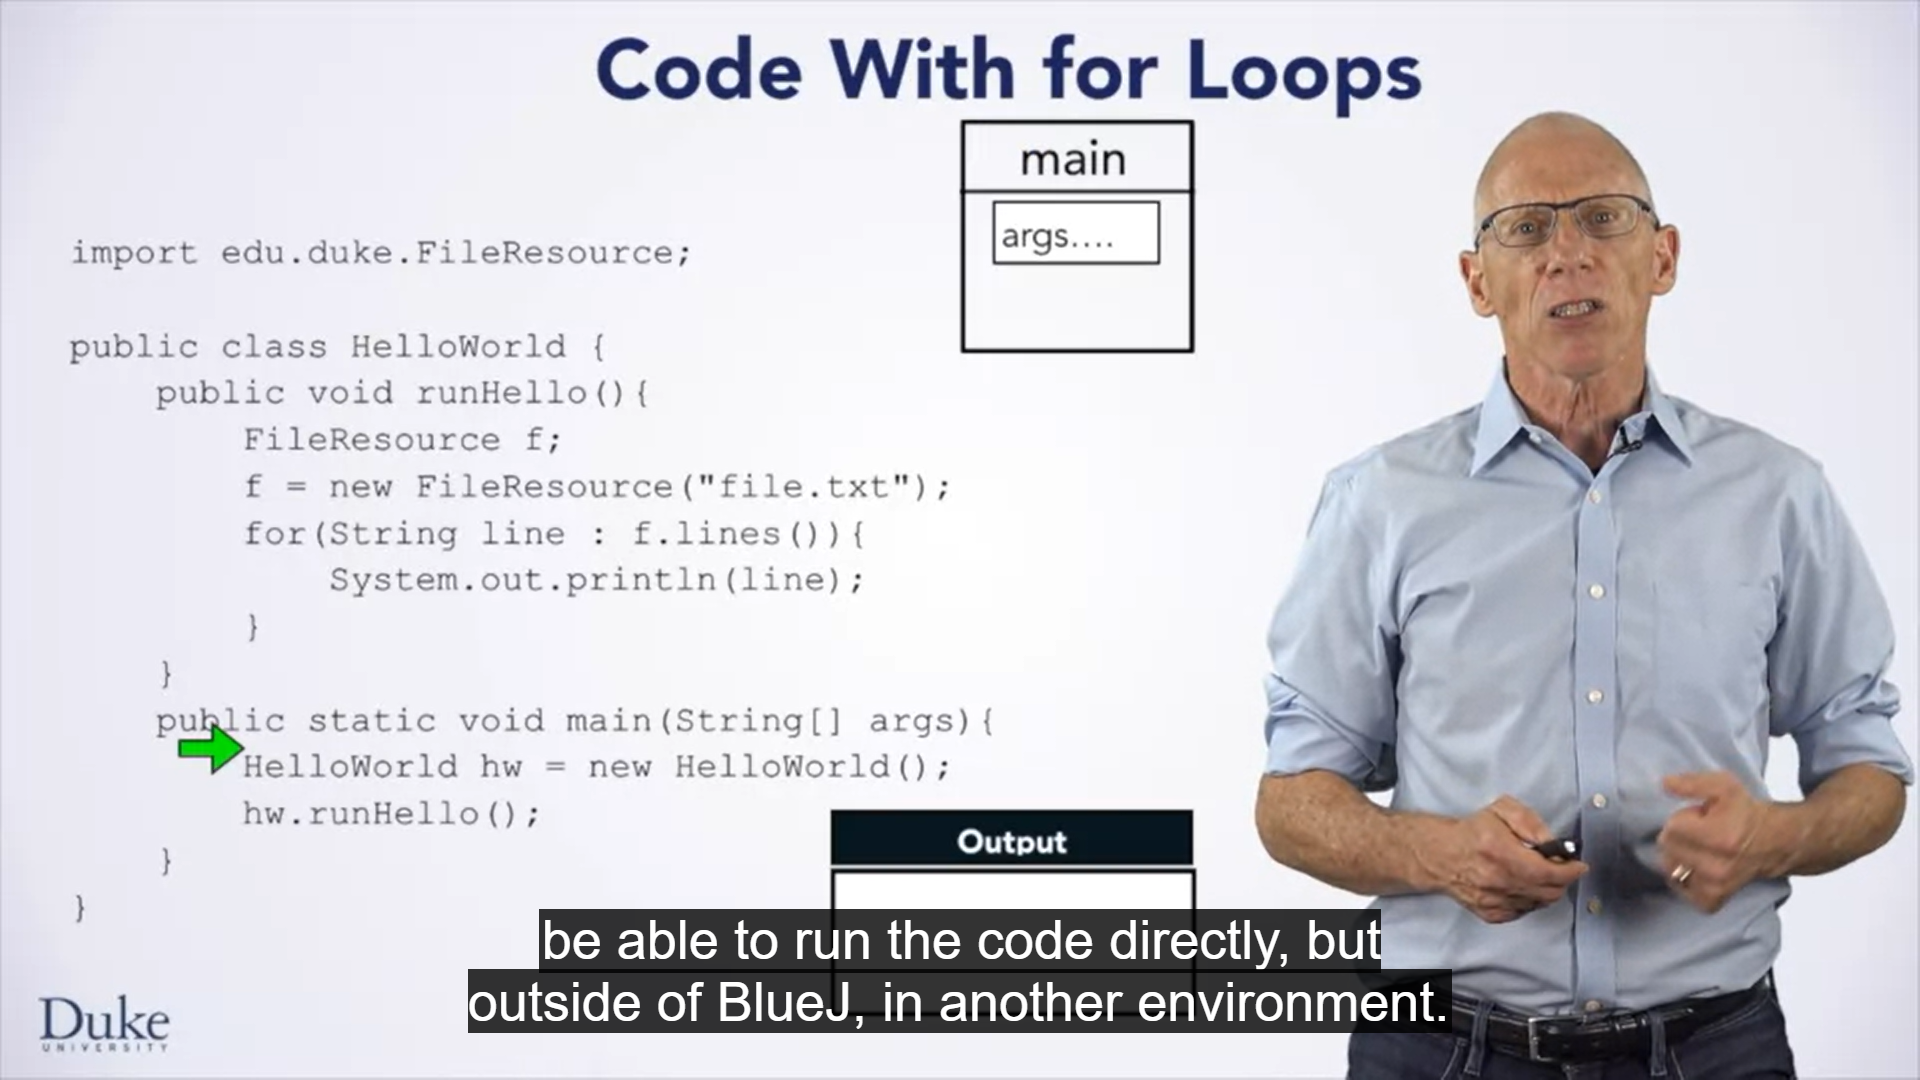 Code With for Loops
main
args....
import edu.duke.FileResource;
public class HelloWorld {
public void runHello(){
FileResource f;
f = new FileResource("file.txt");
for(String line : f.lines()){
System.out.println(line);
}
}
public static void main(String[] args){
HelloWorld hw = new HelloWorld();
hw.runHello();
}
}
Output
be able to run the code directly, but
outside of BlueJ, in another environment.
Duke
UNIVERSITY